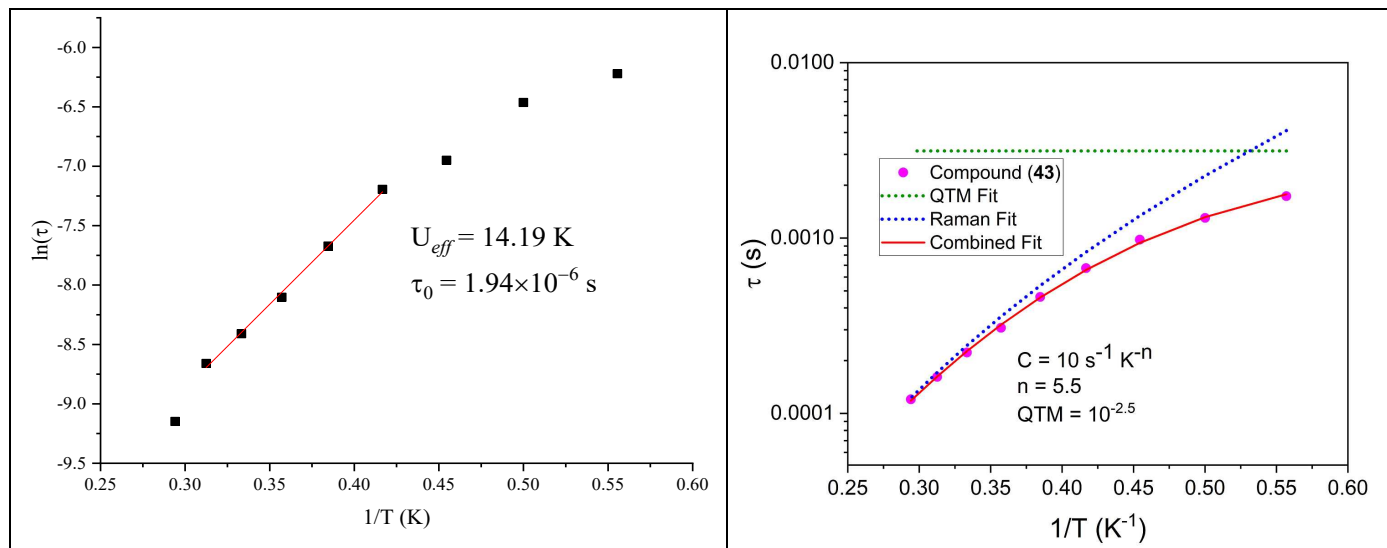 ln(τ)
-6.0
-6.5
-7.0
-7.5
-8.0
-8.5
-9.0
-9.5
U_eff = 14.19 K
τ₀ = 1.94×10⁻⁶ s
0.25 0.30 0.35 0.40 0.45 0.50 0.55 0.60
1/T (K)
τ (s)
0.0100
0.0010
0.0001
Compound (43)
QTM Fit
Raman Fit
Combined Fit
C = 10 s⁻¹ K⁻ⁿ
n = 5.5
QTM = 10⁻²·⁵
0.25 0.30 0.35 0.40 0.45 0.50 0.55 0.60
1/T (K⁻¹)